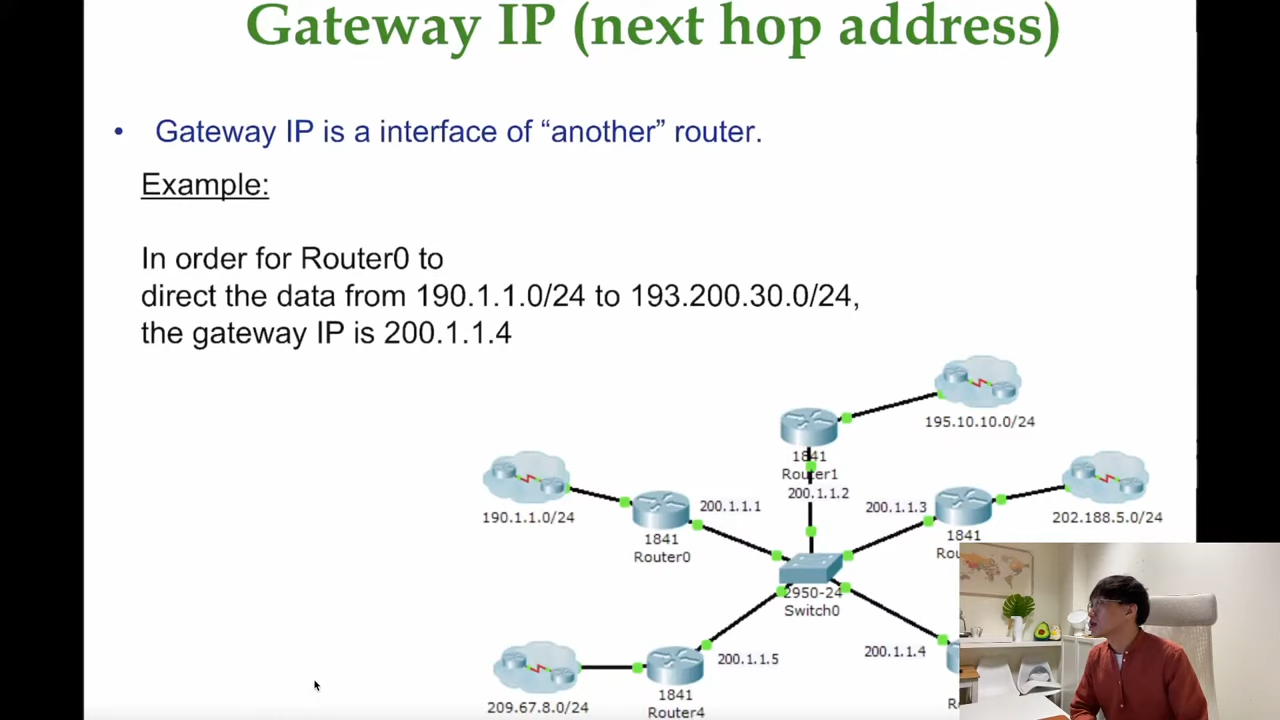 Gateway IP (next hop address)
• Gateway IP is a interface of “another” router.
Example:
In order for Router0 to
direct the data from 190.1.1.0/24 to 193.200.30.0/24,
the gateway IP is 200.1.1.4
195.10.10.0/24
1841
Router1
200.1.1.2
190.1.1.0/24
200.1.1.1
1841
Router0
200.1.1.3
1841
202.188.5.0/24
2950-24
Switch0
200.1.1.5
200.1.1.4
209.67.8.0/24
1841
Router4